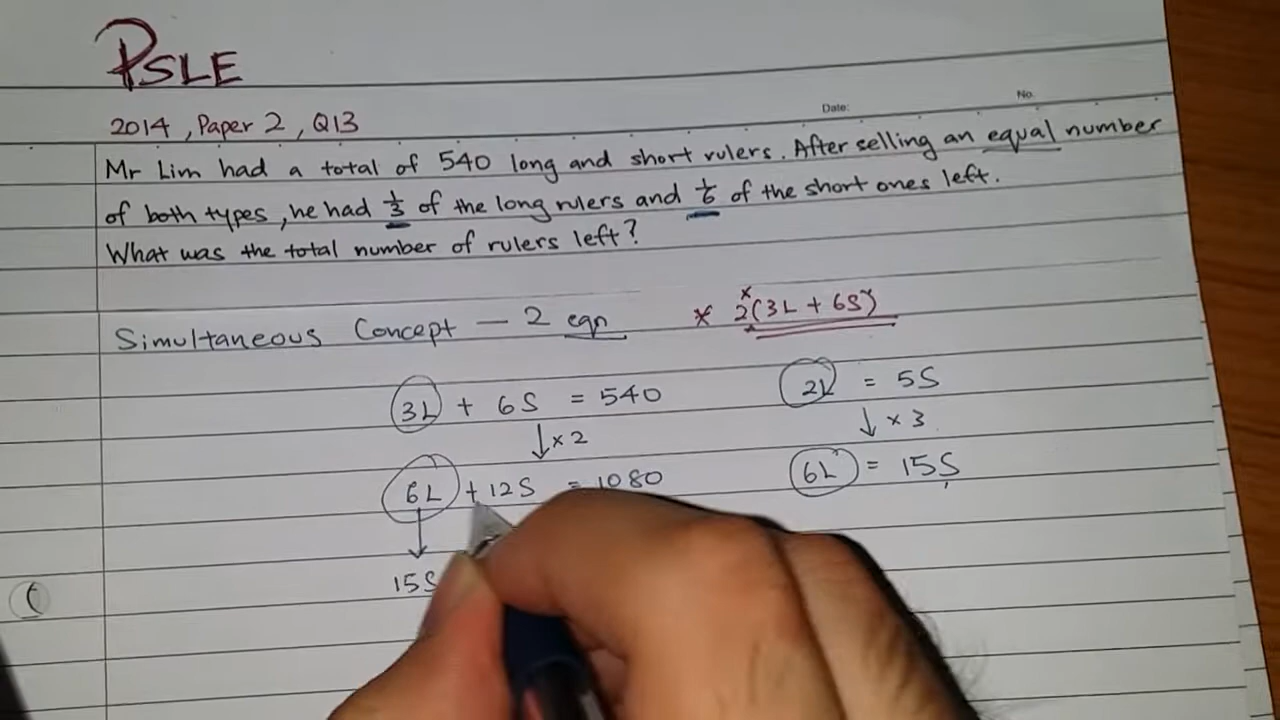 PSLE
Date: No.
2014, Paper 2, Q13
Mr Lim had a total of 540 long and short rulers. After selling an equal number
of both types, he had 1/3 of the long rulers and 1/6 of the short ones left.
What was the total number of rulers left?
Simultaneous Concept — 2 eqn * 2(3L + 6S)
3L + 6S = 540 2L = 5S
↓ x 2 ↓ x 3
6L + 12S = 1080 6L = 15S
↓
15S